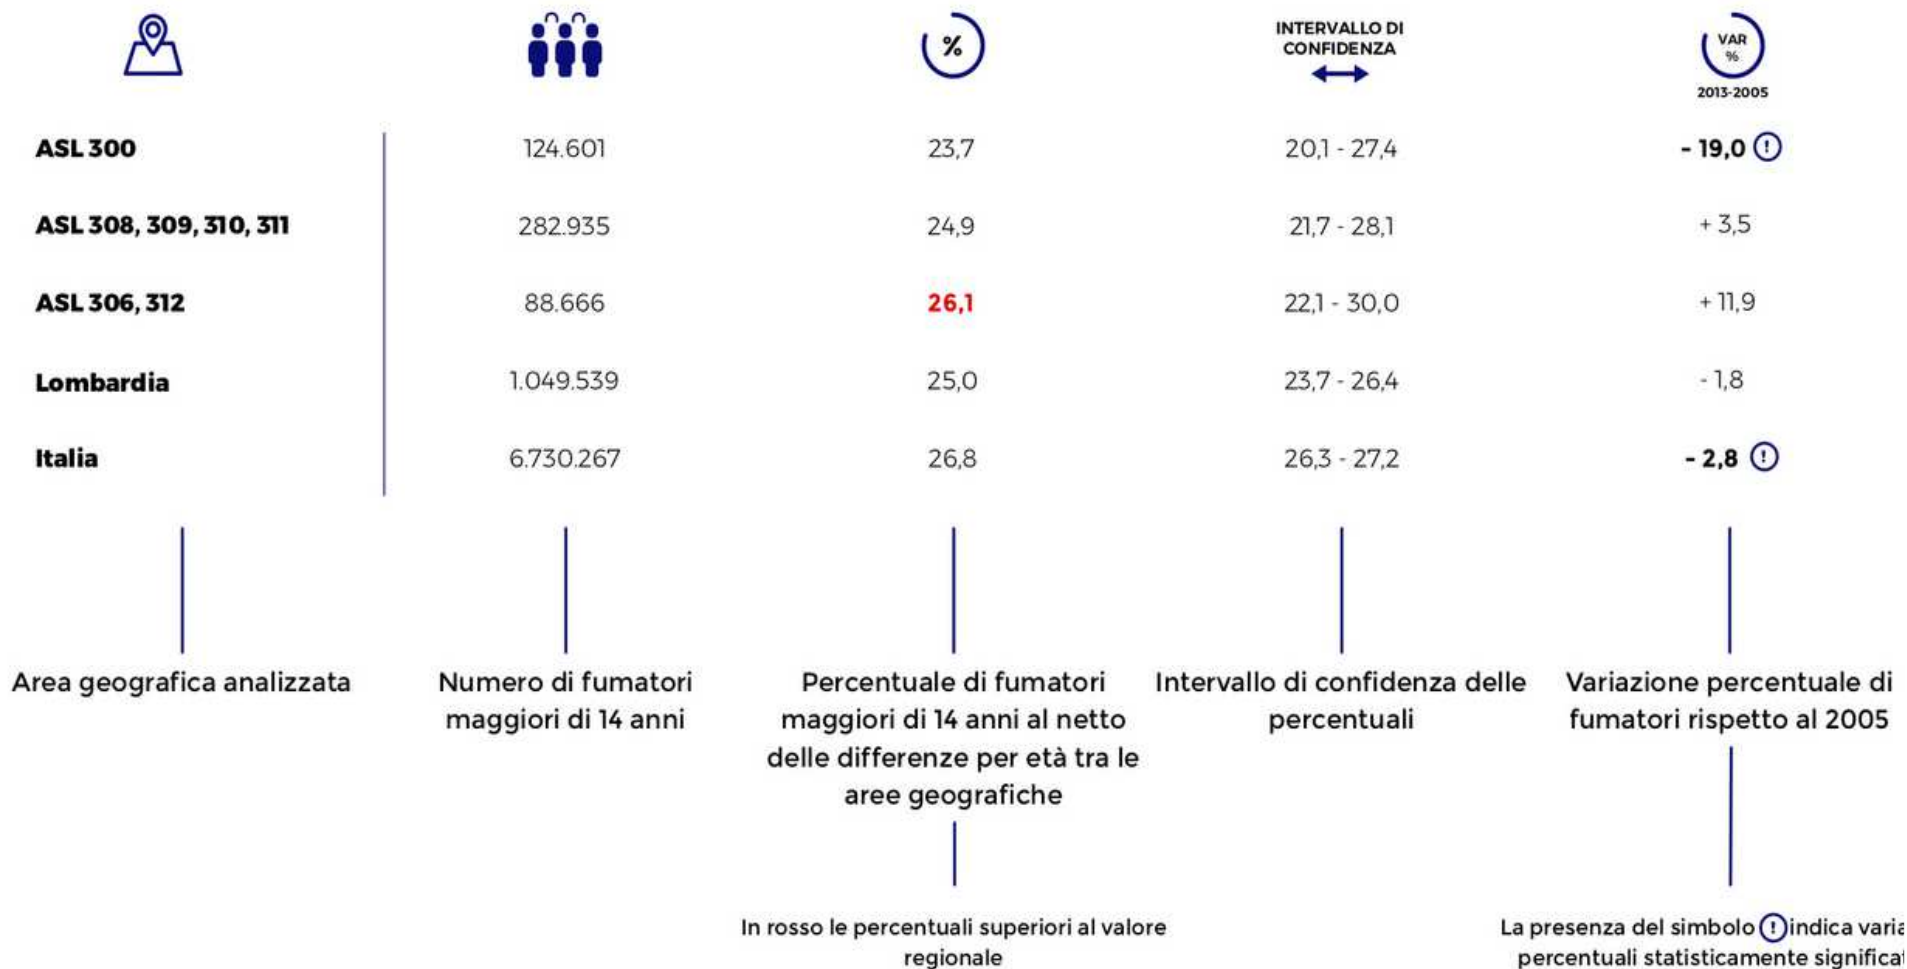 %
INTERVALLO DI
CONFIDENZA
VAR
%
2013-2005
ASL 300 124.601 23,7 20,1 - 27,4 - 19,0 !
ASL 308, 309, 310, 311 282.935 24,9 21,7 - 28,1 + 3,5
ASL 306, 312 88.666 26,1 22,1 - 30,0 + 11,9
Lombardia 1.049.539 25,0 23,7 - 26,4 - 1,8
Italia 6.730.267 26,8 26,3 - 27,2 - 2,8 !
Area geografica analizzata
Numero di fumatori
maggiori di 14 anni
Percentuale di fumatori
maggiori di 14 anni al netto
delle differenze per età tra le
aree geografiche
Intervallo di confidenza delle
percentuali
Variazione percentuale di
fumatori rispetto al 2005
In rosso le percentuali superiori al valore
regionale
La presenza del simbolo ! indica
percentuali statisticamente